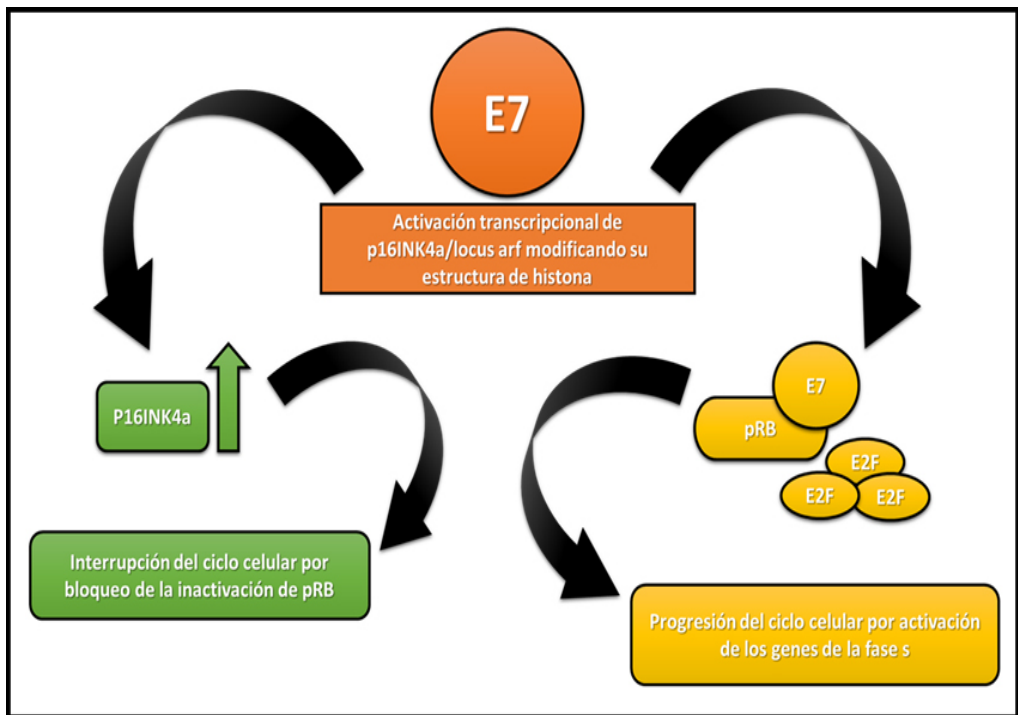 E7
Activación transcripcional de
p16INK4a/locus arf modificando su
estructura de histona
P16INK4a
E7
pRB
E2F
E2F
E2F
Interrupción del ciclo celular por
bloqueo de la inactivación de pRB
Progresión del ciclo celular por activación
de los genes de la fase s